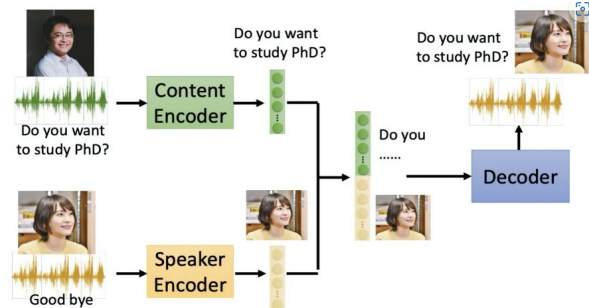 Do you want
to study PhD?
Content
Encoder
Do you want
to study PhD?
Do you
......
Do you want
to study PhD?
Decoder
Good bye
Speaker
Encoder